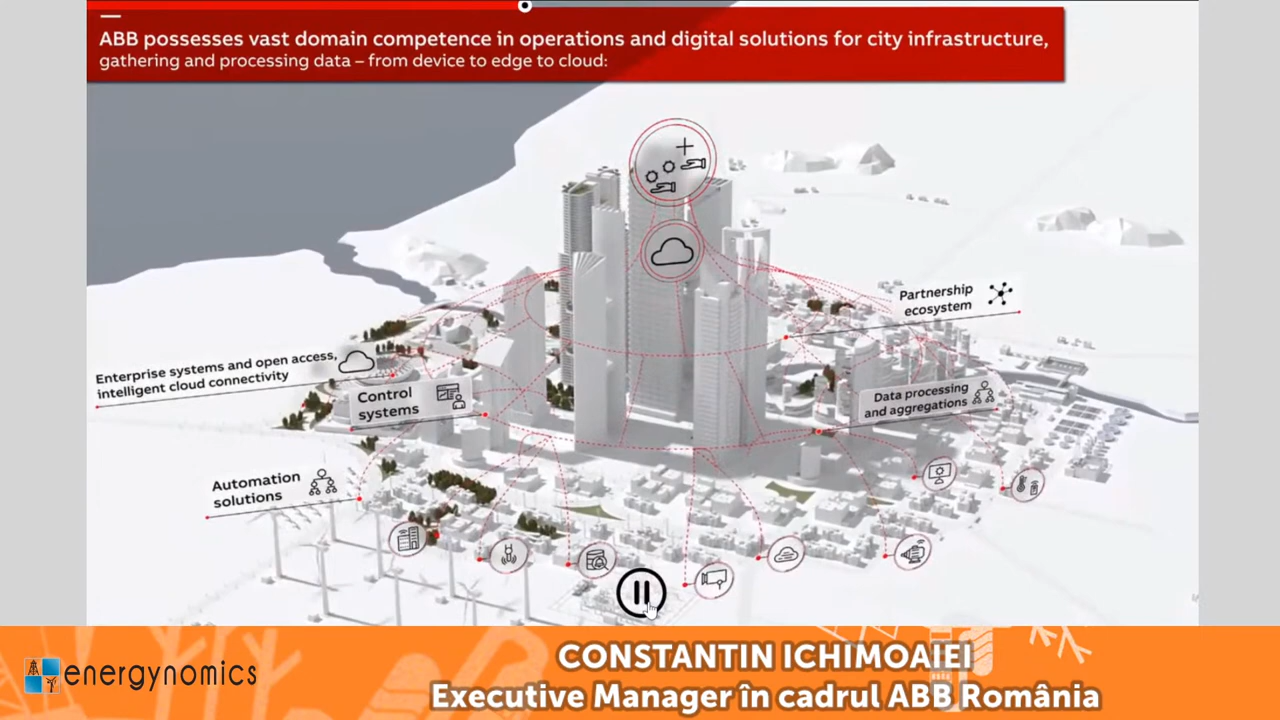 ABB possesses vast domain competence in operations and digital solutions for city infrastructure,
gathering and processing data – from device to edge to cloud:
Partnership
ecosystem
Enterprise systems and open access,
intelligent cloud connectivity
Control
systems
Data processing
and aggregations
Automation
solutions
energynomics
CONSTANTIN ICHIMOAIEI
Executive Manager în cadrul ABB România